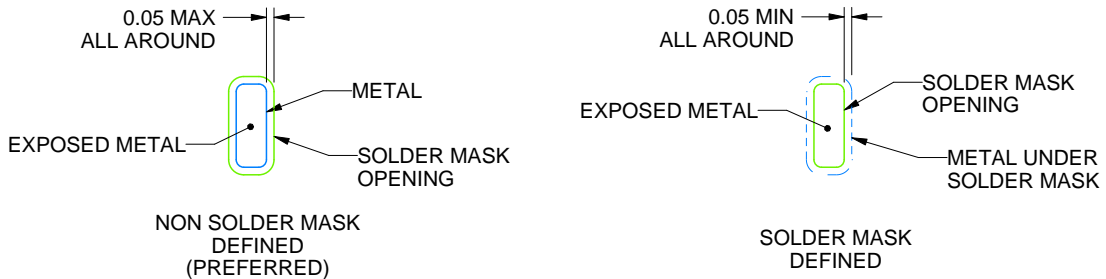 0.05 MAX
ALL AROUND
METAL
EXPOSED METAL
SOLDER MASK
OPENING
NON SOLDER MASK
DEFINED
(PREFERRED)
0.05 MIN
ALL AROUND
SOLDER MASK
OPENING
EXPOSED METAL
METAL UNDER
SOLDER MASK
SOLDER MASK
DEFINED